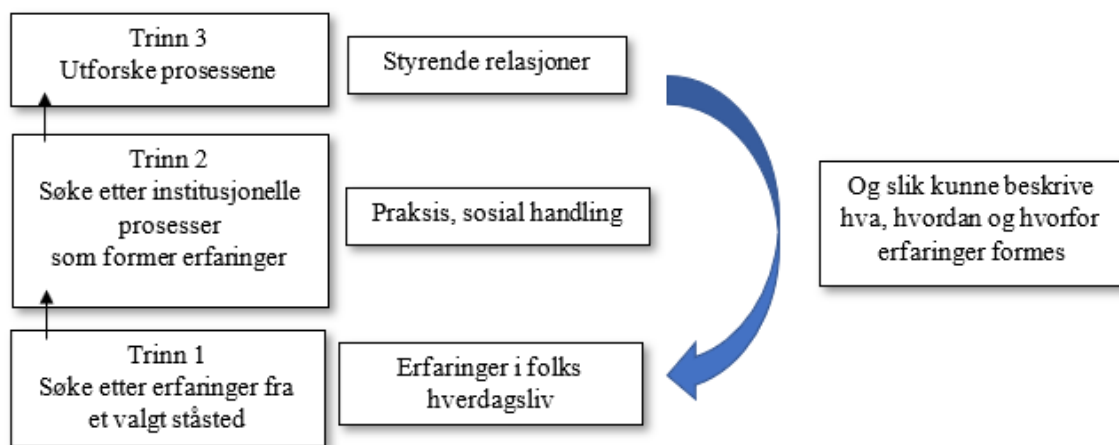 Trinn 3
Utforske prosessene
Styrende relasjoner
Trinn 2
Søke etter institusjonelle
prosesser
som former erfaringer
Praksis, sosial handling
Og slik kunne beskrive
hva, hvordan og hvorfor
erfaringer formes
Trinn 1
Søke etter erfaringer fra
et valgt ståsted
Erfaringer i folks
hverdagsliv